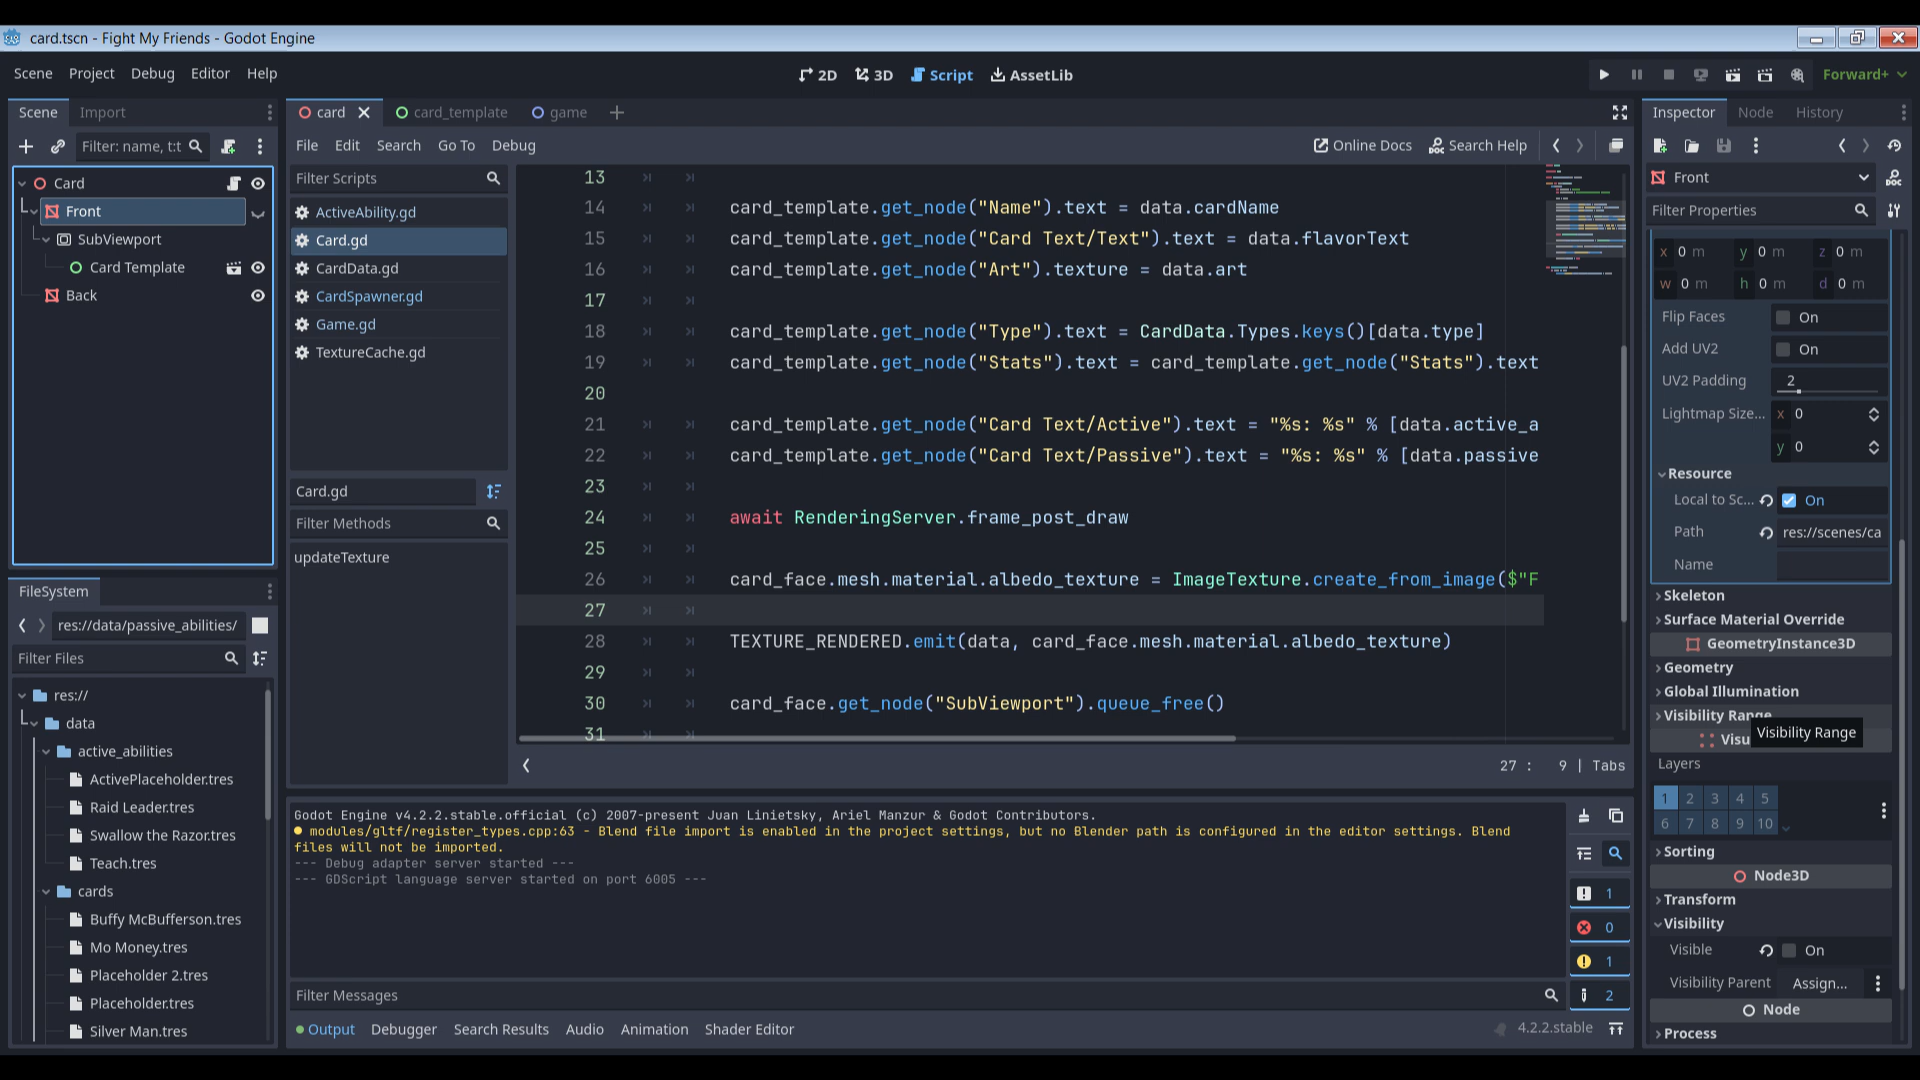 card.tscn - Fight My Friends - Godot Engine
Scene Project Debug Editor Help
2D 3D Script AssetLib
Forward+
Scene Import
card card_template game
Inspector Node History
Filter: name, t:t
File Edit Search Go To Debug
Online Docs Search Help
Card
Front
SubViewport
Card Template
Back
Filter Scripts
ActiveAbility.gd
Card.gd
CardData.gd
CardSpawner.gd
Game.gd
TextureCache.gd
Card.gd
Filter Methods
updateTexture
13
14 card_template.get_node("Name").text = data.cardName
15 card_template.get_node("Card Text/Text").text = data.flavorText
16 card_template.get_node("Art").texture = data.art
17
18 card_template.get_node("Type").text = CardData.Types.keys()[data.type]
19 card_template.get_node("Stats").text = card_template.get_node("Stats").text
20
21 card_template.get_node("Card Text/Active").text = "%s: %s" % [data.active_a
22 card_template.get_node("Card Text/Passive").text = "%s: %s" % [data.passive
23
24 await RenderingServer.frame_post_draw
25
26 card_face.mesh.material.albedo_texture = ImageTexture.create_from_image($"F
27
28 TEXTURE_RENDERED.emit(data, card_face.mesh.material.albedo_texture)
29
30 card_face.get_node("SubViewport").queue_free()
31
27 : 9 | Tabs
FileSystem
res://data/passive_abilities/
Filter Files
res://
data
active_abilities
ActivePlaceholder.tres
Raid Leader.tres
Swallow the Razor.tres
Teach.tres
cards
Buffy McBufferson.tres
Mo Money.tres
Placeholder 2.tres
Placeholder.tres
Silver Man.tres
Godot Engine v4.2.2.stable.official (c) 2007-present Juan Linietsky, Ariel Manzur & Godot Contributors.
modules/gltf/register_types.cpp:63 - Blend file import is enabled in the project settings, but no Blender path is configured in the editor settings. Blend
files will not be imported.
--- Debug adapter server started ---
--- GDScript language server started on port 6005 ---
1
0
1
2
Filter Messages
Output Debugger Search Results Audio Animation Shader Editor
4.2.2.stable
Front
Filter Properties
x 0 m y 0 m z 0 m
w 0 m h 0 m d 0 m
Flip Faces On
Add UV2 On
UV2 Padding 2
Lightmap Size... x 0
y 0
Resource
Local to Sc... On
Path res://scenes/ca
Name
Skeleton
Surface Material Override
GeometryInstance3D
Geometry
Global Illumination
Visibility Range
Visu
Visibility Range
Layers
1 2 3 4 5
6 7 8 9 10
Sorting
Node3D
Transform
Visibility
Visible On
Visibility Parent Assign...
Node
Process